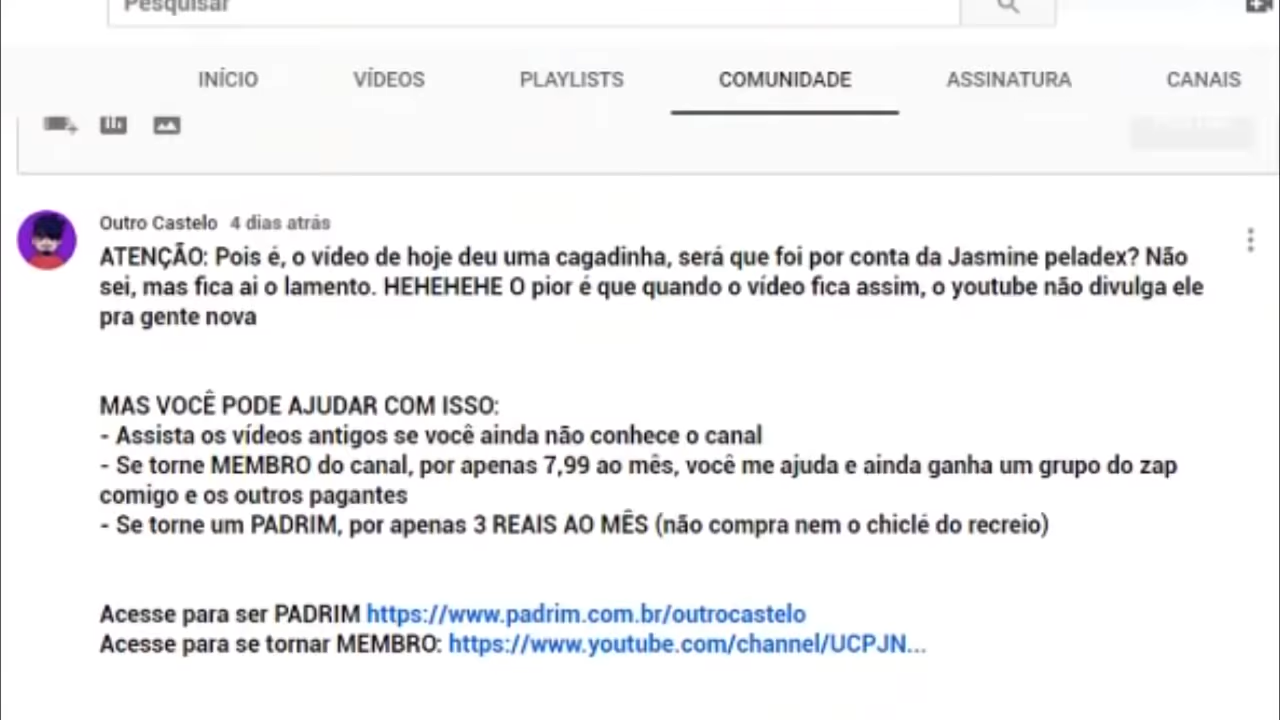 Pesquisar
INÍCIO VÍDEOS PLAYLISTS COMUNIDADE ASSINATURA CANAIS
Outro Castelo 4 dias atrás
ATENÇÃO: Pois é, o vídeo de hoje deu uma cagadinha, será que foi por conta da Jasmine peladex? Não
sei, mas fica ai o lamento. HEHEHEHE O pior é que quando o vídeo fica assim, o youtube não divulga ele
pra gente nova
MAS VOCÊ PODE AJUDAR COM ISSO:
- Assista os vídeos antigos se você ainda não conhece o canal
- Se torne MEMBRO do canal, por apenas 7,99 ao mês, você me ajuda e ainda ganha um grupo do zap
comigo e os outros pagantes
- Se torne um PADRIM, por apenas 3 REAIS AO MÊS (não compra nem o chiclé do recreio)
Acesse para ser PADRIM https://www.padrim.com.br/outrocastelo
Acesse para se tornar MEMBRO: https://www.youtube.com/channel/UCPJN...